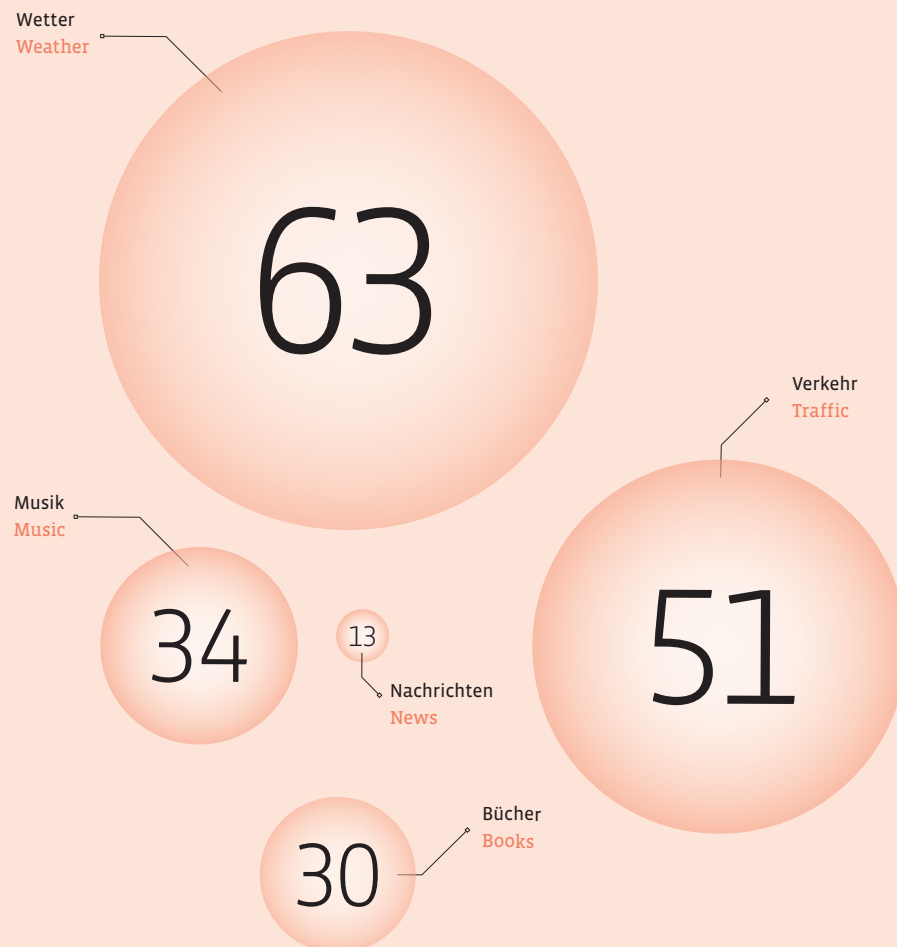 Wetter
Weather
63
Verkehr
Traffic
51
Musik
Music
34
13
Nachrichten
News
Bücher
Books
30